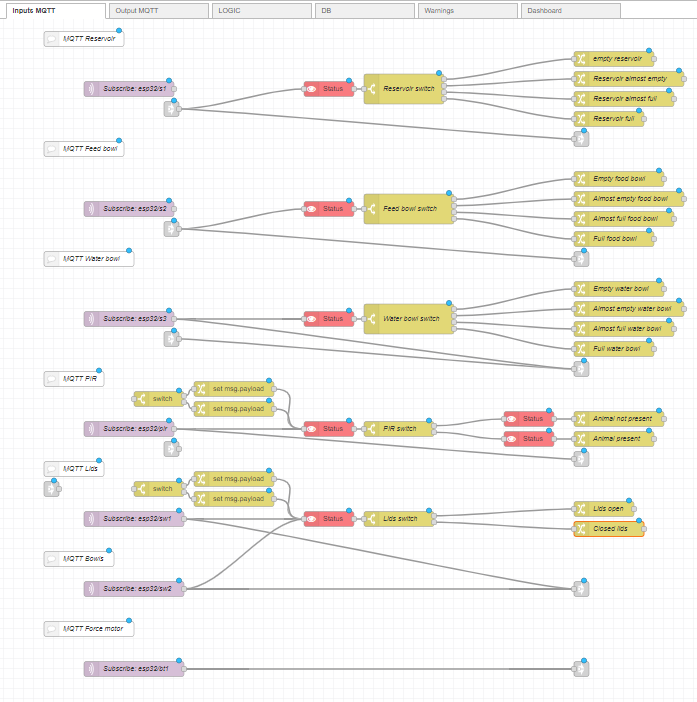 Inputs MQTT
Output MQTT
LOGIC
DB
Warnings
Dashboard
MQTT Reservoir
empty reservoir
Reservoir almost empty
Subscribe: esp32/s1
Status
Reservoir switch
Reservoir almost full
Reservoir full
MQTT Feed bowl
Empty food bowl
Almost empty food bowl
Subscribe: esp32/s2
Status
Feed bowl switch
Almost full food bowl
Full food bowl
MQTT Water bowl
Empty water bowl
Almost empty water bowl
Subscribe: esp32/s3
Status
Water bowl switch
Almost full water bowl
Full water bowl
MQTT PIR
set msg.payload
switch
set msg.payload
Subscribe: esp32/pir
Status
PIR switch
Status
Animal not present
Status
Animal present
MQTT Lids
set msg.payload
switch
set msg.payload
Subscribe: esp32/sw1
Status
Lids switch
Lids open
Closed lids
MQTT Bowls
Subscribe: esp32/sw2
MQTT Force motor
Subscribe: esp32/bt1